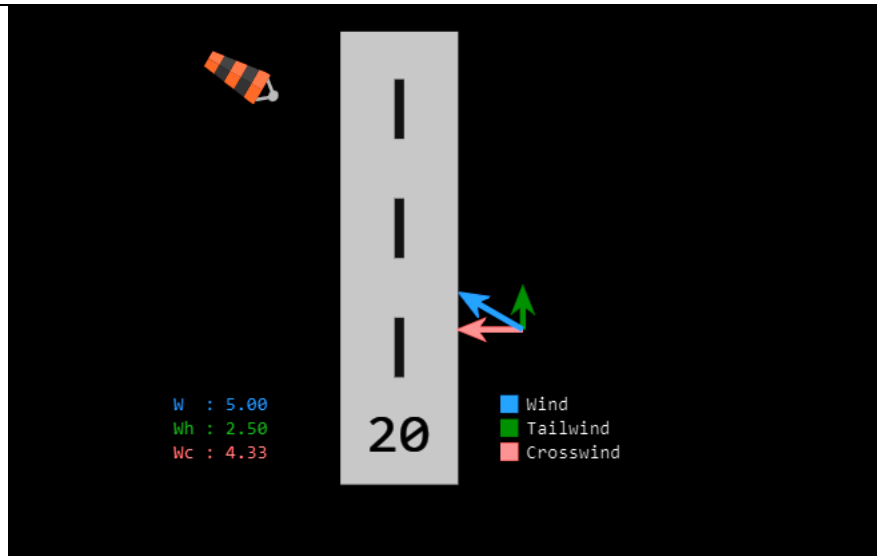 W  : 5.00
Wh : 2.50
Wc : 4.33
20
Wind
Tailwind
Crosswind